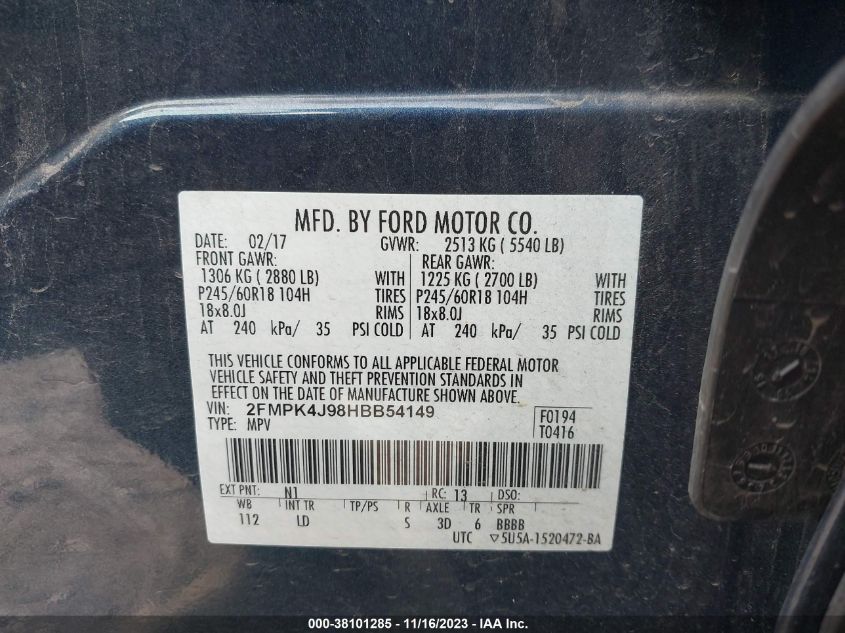 MFD. BY FORD MOTOR CO.
DATE: 02/17 GVWR: 2513 KG ( 5540 LB)
FRONT GAWR: REAR GAWR:
1306 KG ( 2880 LB) WITH 1225 KG ( 2700 LB) WITH
P245/60R18 104H TIRES P245/60R18 104H TIRES
18x8.0J RIMS 18x8.0J RIMS
AT 240 kPa/ 35 PSI COLD AT 240 kPa/ 35 PSI COLD
THIS VEHICLE CONFORMS TO ALL APPLICABLE FEDERAL MOTOR
VEHICLE SAFETY AND THEFT PREVENTION STANDARDS IN
EFFECT ON THE DATE OF MANUFACTURE SHOWN ABOVE.
VIN: 2FMPK4J98HBB54149 F0194
TYPE: MPV T0416
EXT PNT: N1 RC: 13 DSO:
WB INT TR TP/PS R AXLE TR SPR
112 LD S 3D 6 BBBB
UTC ▽5U5A-1520472-BA
000-38101285 - 11/16/2023 - IAA, Inc.